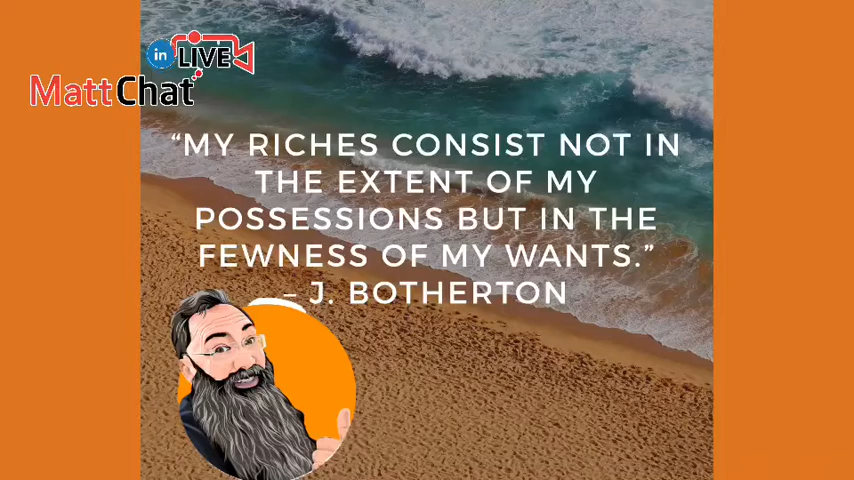 in LIVE
MattChat
“MY RICHES CONSIST NOT IN
THE EXTENT OF MY
POSSESSIONS BUT IN THE
FEWNESS OF MY WANTS.”
– J. BOTHERTON